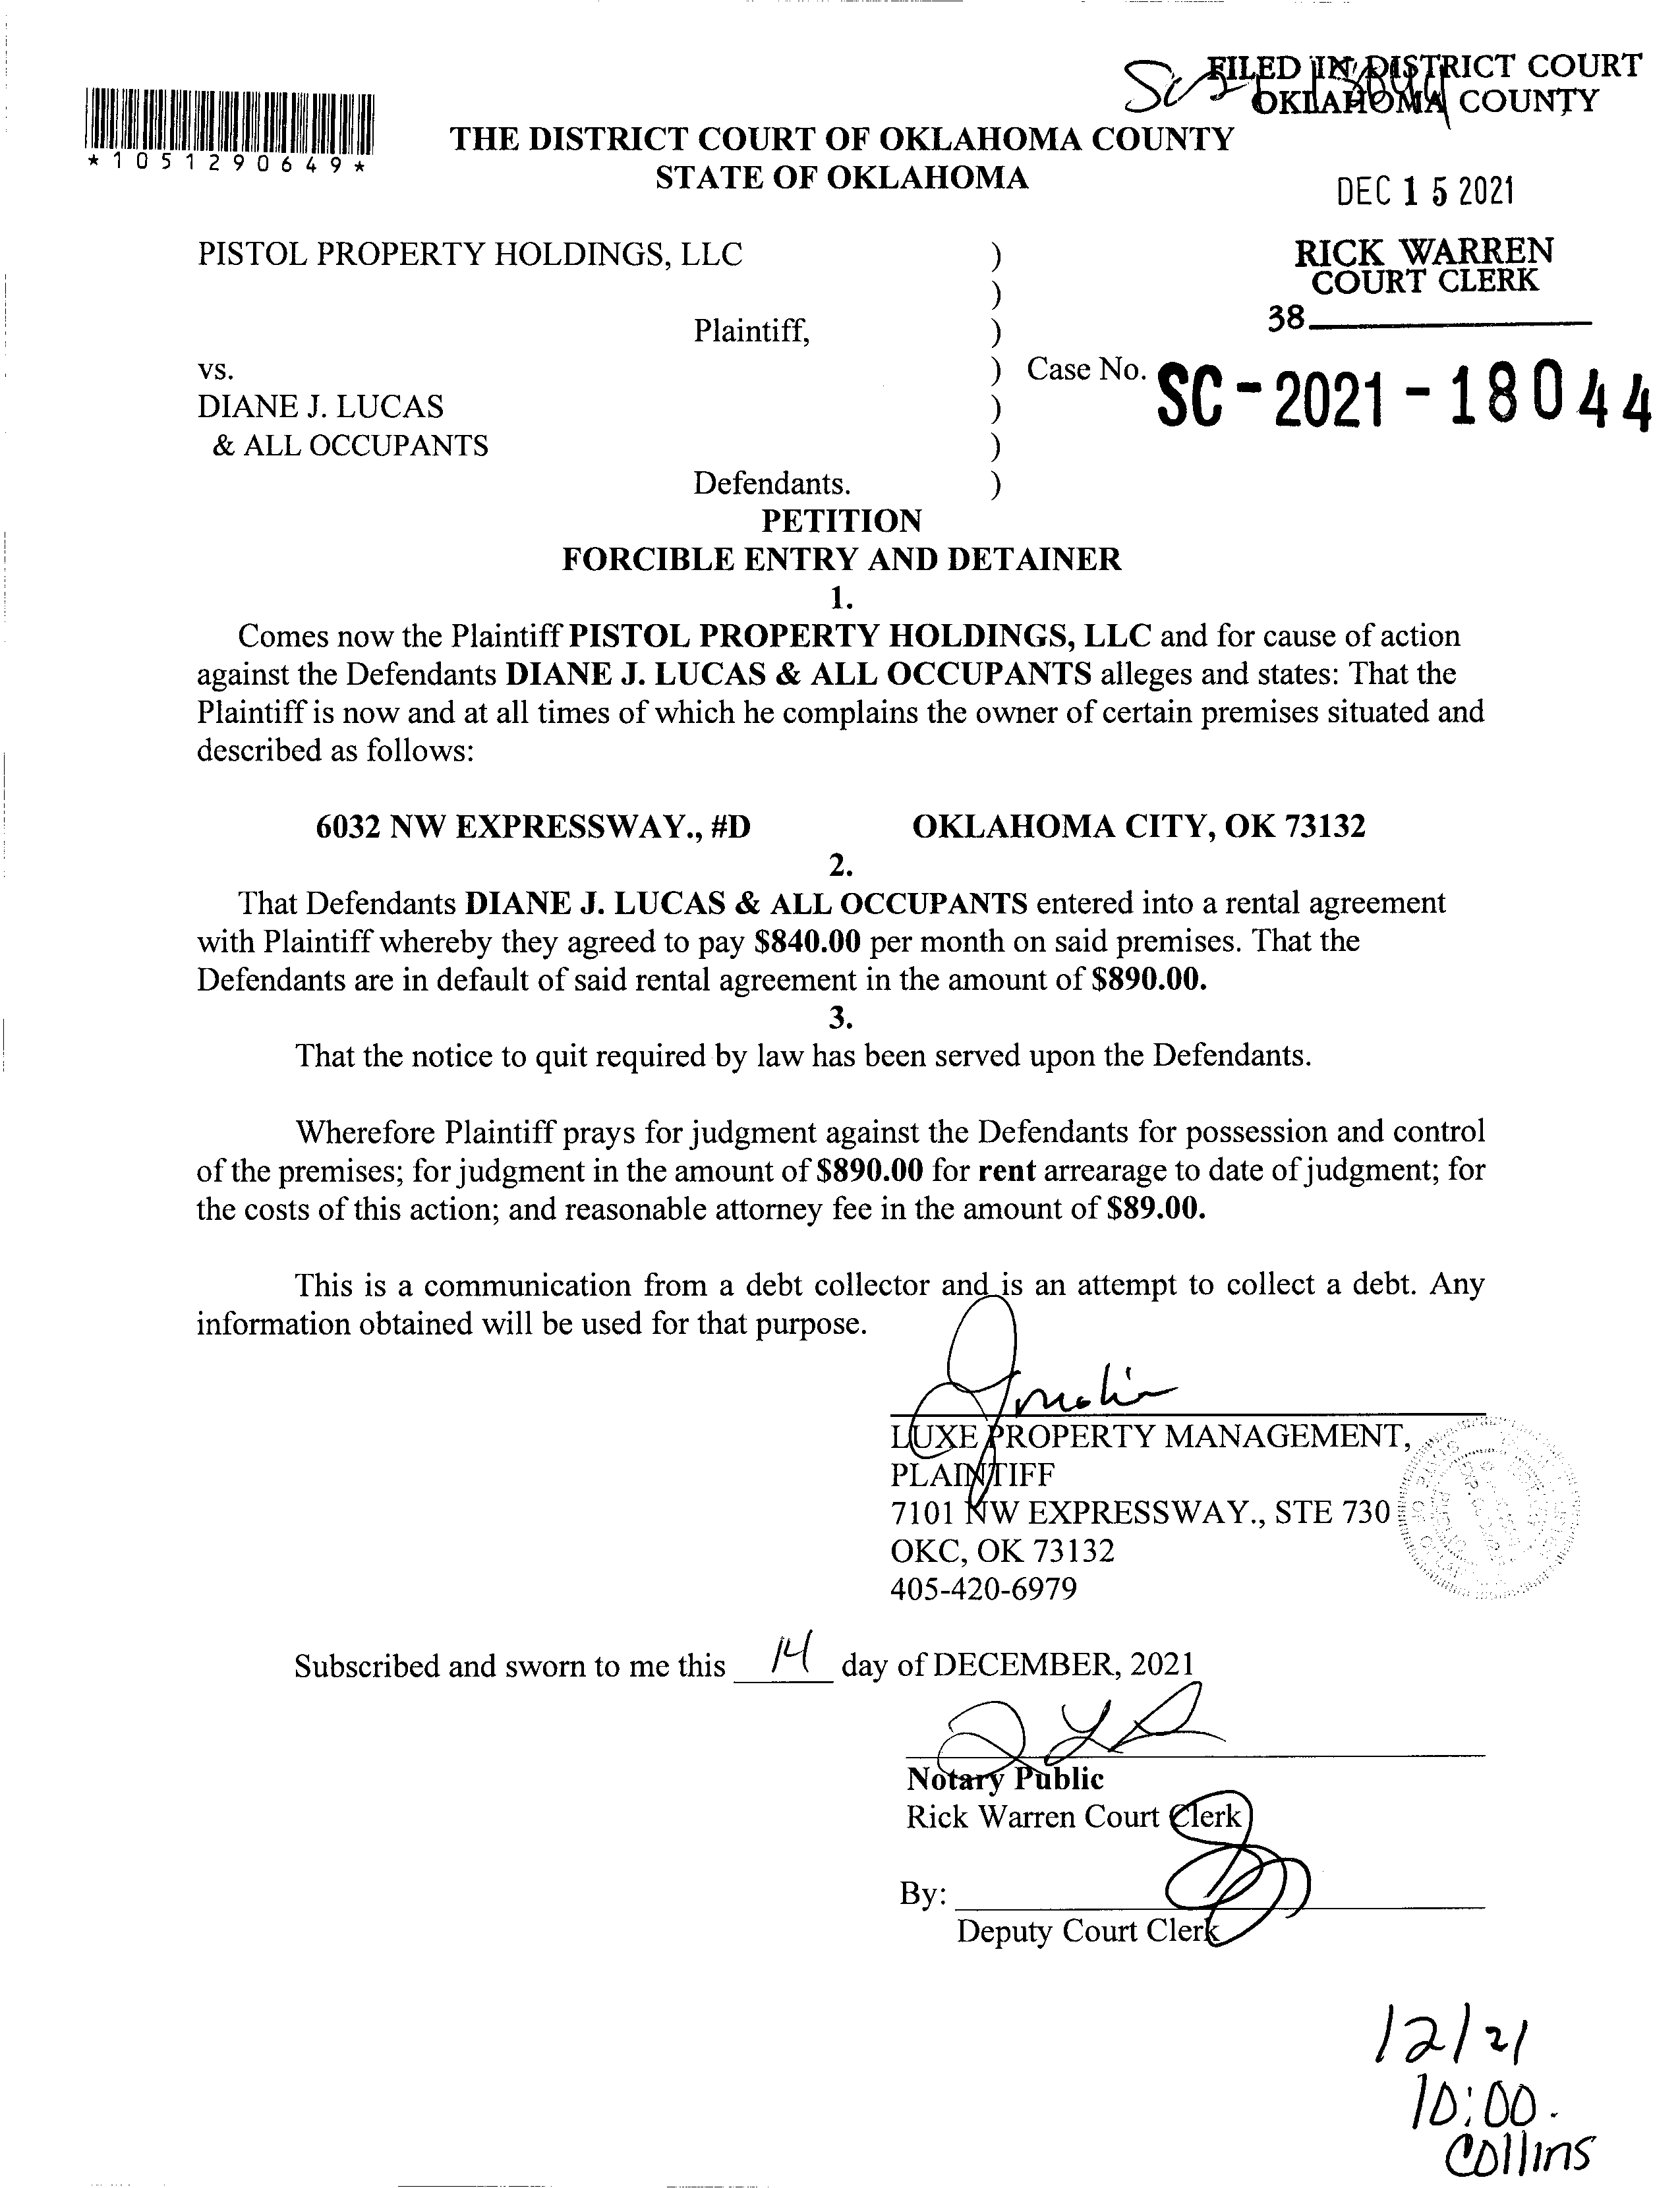 FILED IN DISTRICT COURT
OKLAHOMA COUNTY
*1051290649*
THE DISTRICT COURT OF OKLAHOMA COUNTY
STATE OF OKLAHOMA
DEC 15 2021
PISTOL PROPERTY HOLDINGS, LLC )
)
RICK WARREN
COURT CLERK
38
Plaintiff, )
vs. ) Case No. SC-2021-18044
DIANE J. LUCAS )
& ALL OCCUPANTS )
Defendants. )
PETITION
FORCIBLE ENTRY AND DETAINER
1.
Comes now the Plaintiff PISTOL PROPERTY HOLDINGS, LLC and for cause of action
against the Defendants DIANE J. LUCAS & ALL OCCUPANTS alleges and states: That the
Plaintiff is now and at all times of which he complains the owner of certain premises situated and
described as follows:
6032 NW EXPRESSWAY., #D OKLAHOMA CITY, OK 73132
2.
That Defendants DIANE J. LUCAS & ALL OCCUPANTS entered into a rental agreement
with Plaintiff whereby they agreed to pay $840.00 per month on said premises. That the
Defendants are in default of said rental agreement in the amount of $890.00.
3.
That the notice to quit required by law has been served upon the Defendants.
Wherefore Plaintiff prays for judgment against the Defendants for possession and control
of the premises; for judgment in the amount of $890.00 for rent arrearage to date of judgment; for
the costs of this action; and reasonable attorney fee in the amount of $89.00.
This is a communication from a debt collector and is an attempt to collect a debt. Any
information obtained will be used for that purpose.
LUXE PROPERTY MANAGEMENT,
PLAINTIFF
7101 NW EXPRESSWAY., STE 730
OKC, OK 73132
405-420-6979
Subscribed and sworn to me this 14 day of DECEMBER, 2021
Notary Public
Rick Warren Court Clerk
By:
Deputy Court Clerk
12/21
10:00.
Collins